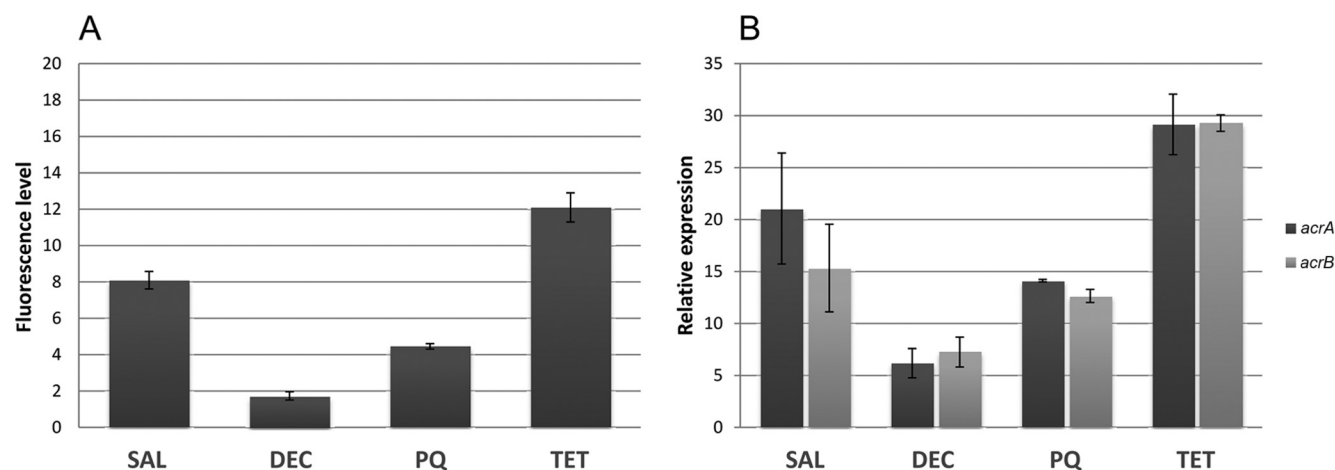 A
Fluorescence level
20
18
16
14
12
10
8
6
4
2
0
SAL DEC PQ TET
B
Relative expression
35
30
25
20
15
10
5
0
SAL DEC PQ TET
acrA
acrB